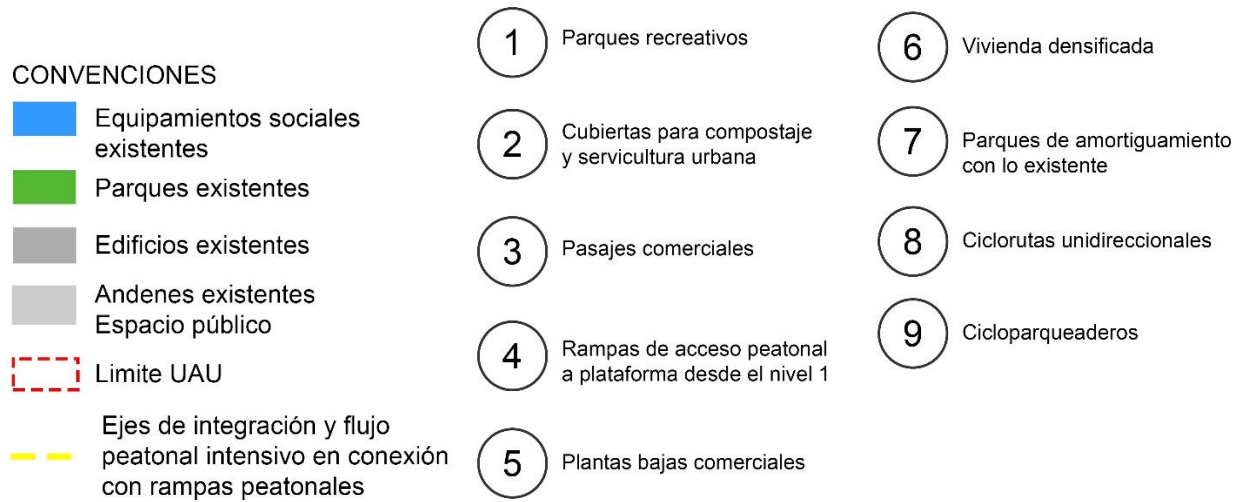 CONVENCIONES
Equipamientos sociales
existentes
Parques existentes
Edificios existentes
Andenes existentes
Espacio público
Limite UAU
Ejes de integración y flujo
peatonal intensivo en conexión
con rampas peatonales
1 Parques recreativos
2 Cubiertas para compostaje
y servicultura urbana
3 Pasajes comerciales
4 Rampas de acceso peatonal
a plataforma desde el nivel 1
5 Plantas bajas comerciales
6 Vivienda densificada
7 Parques de amortiguamiento
con lo existente
8 Ciclorutas unidireccionales
9 Cicloparqueaderos